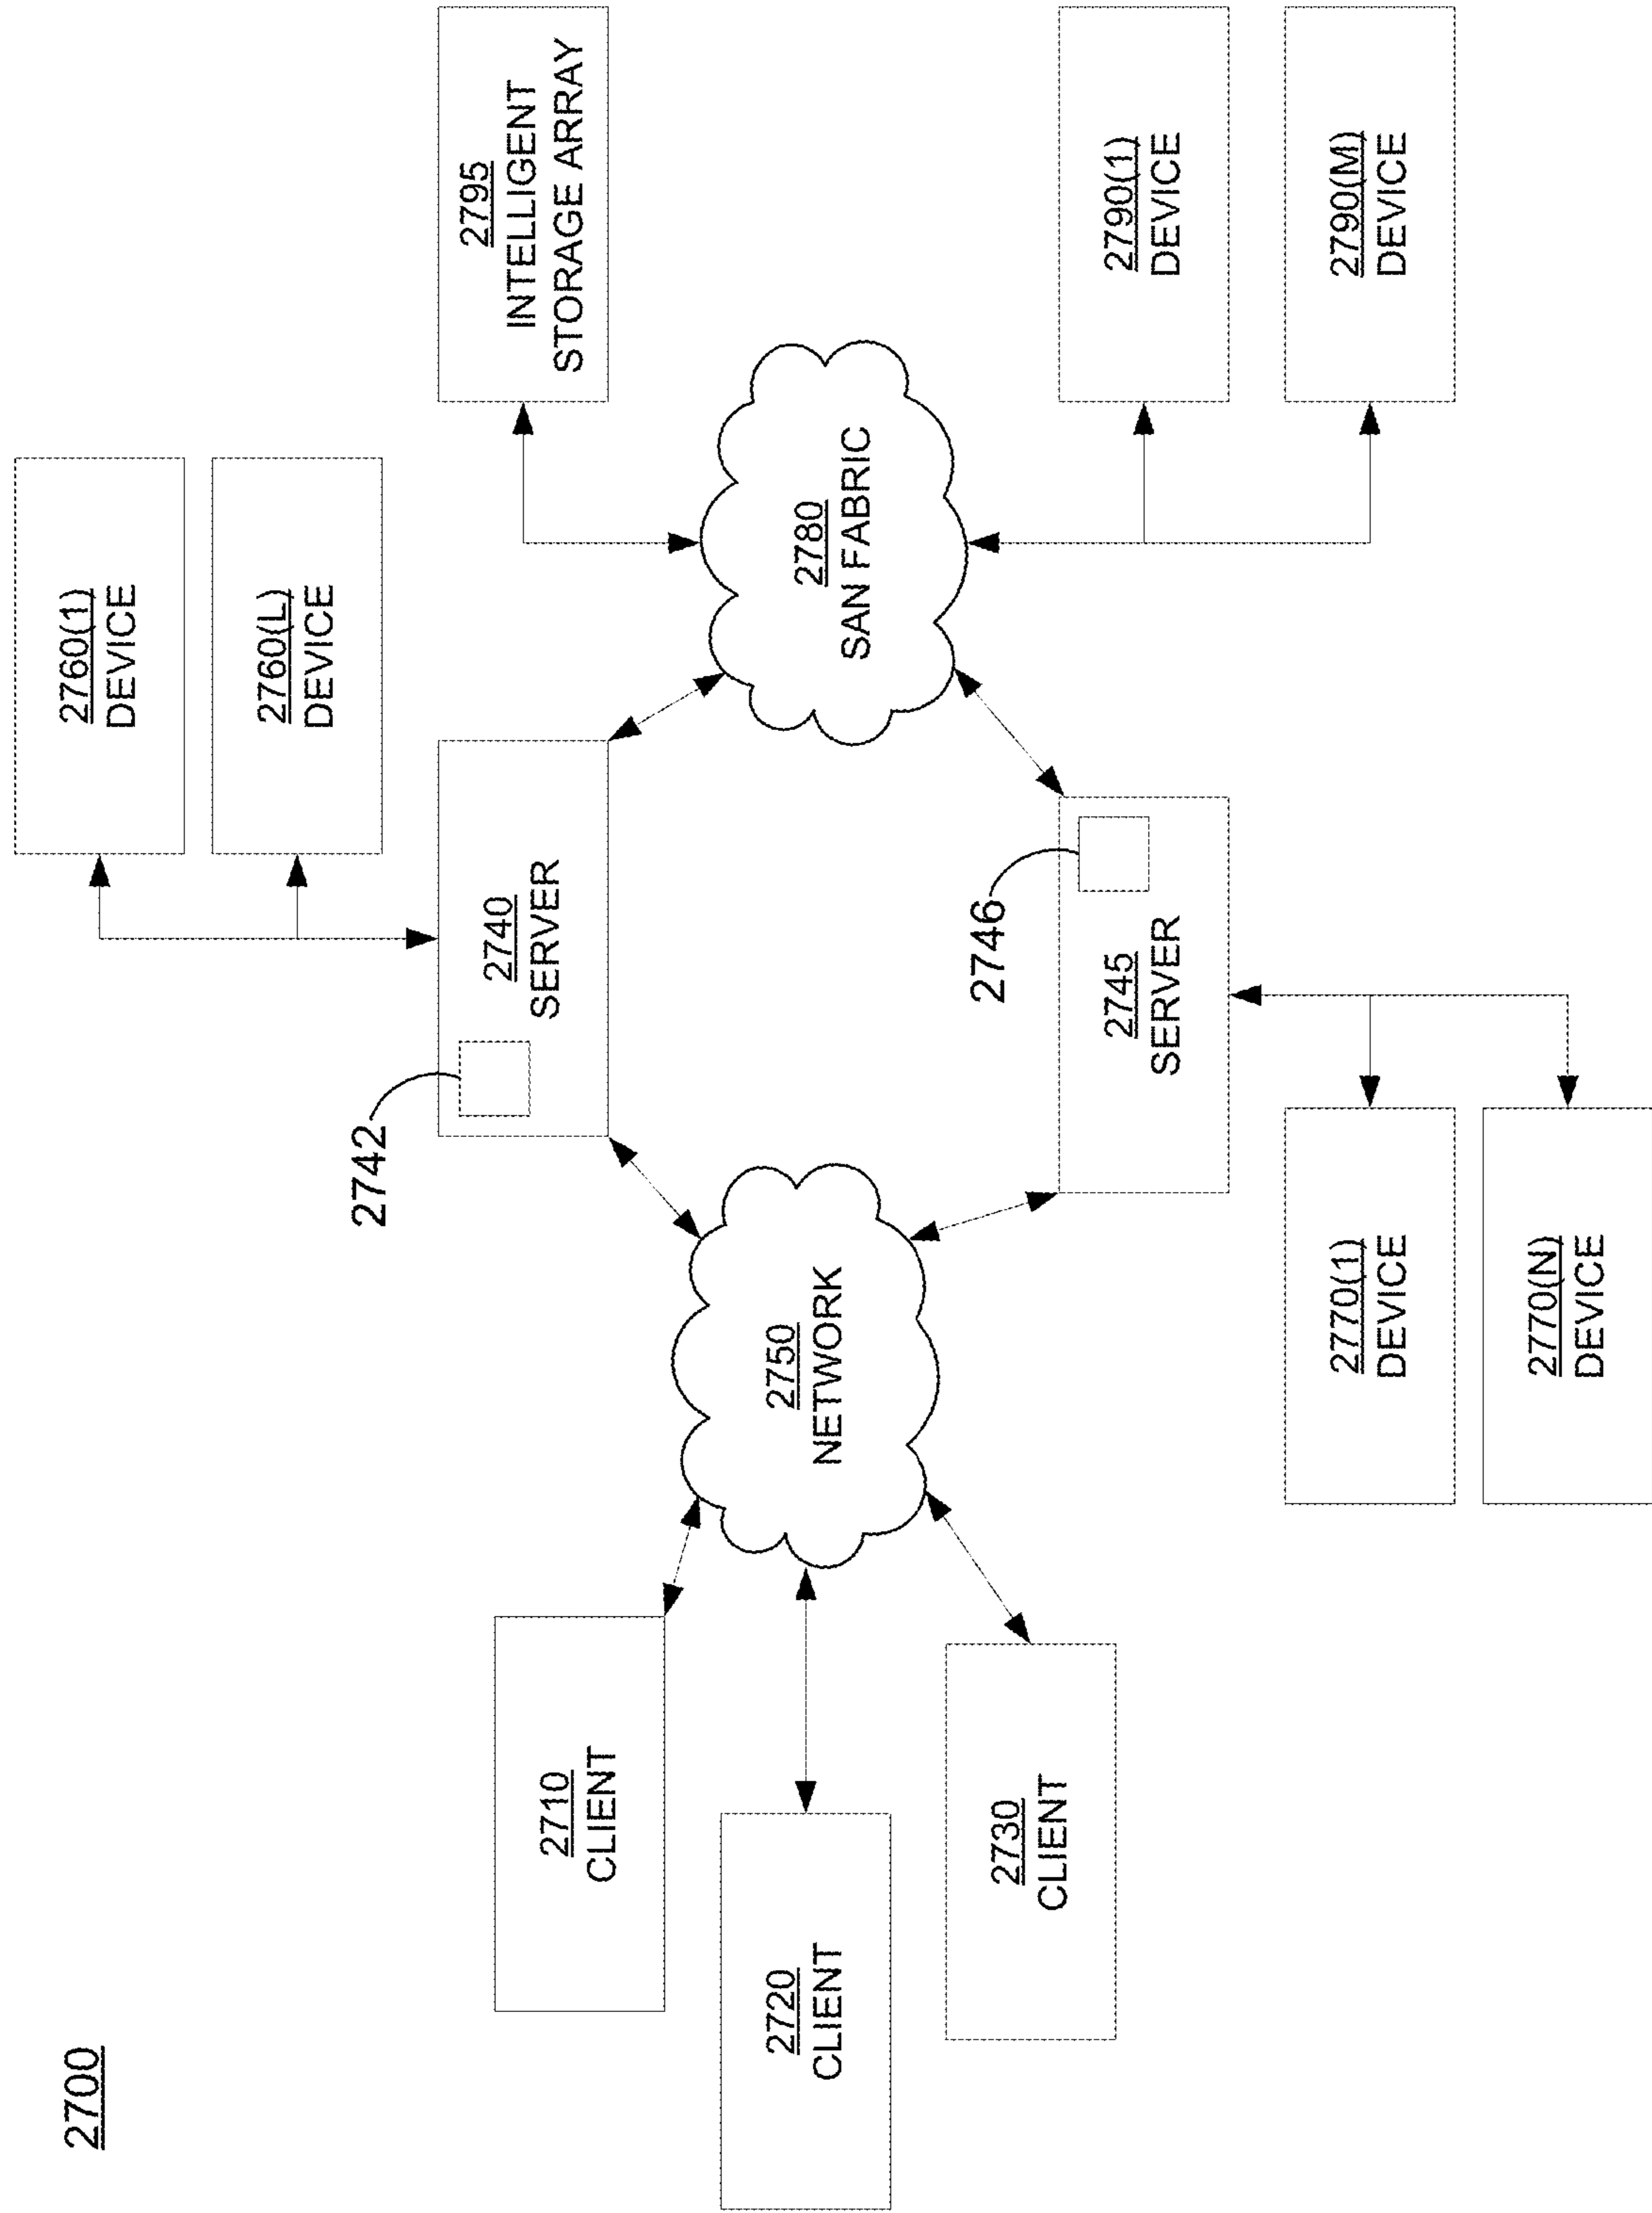 2700
2760(1)
DEVICE
2760(L)
DEVICE
2742
2740
SERVER
2795
INTELLIGENT
STORAGE ARRAY
2710
CLIENT
2720
CLIENT
2730
CLIENT
2750
NETWORK
2780
SAN FABRIC
2746
2745
SERVER
2770(1)
DEVICE
2770(N)
DEVICE
2790(1)
DEVICE
2790(M)
DEVICE